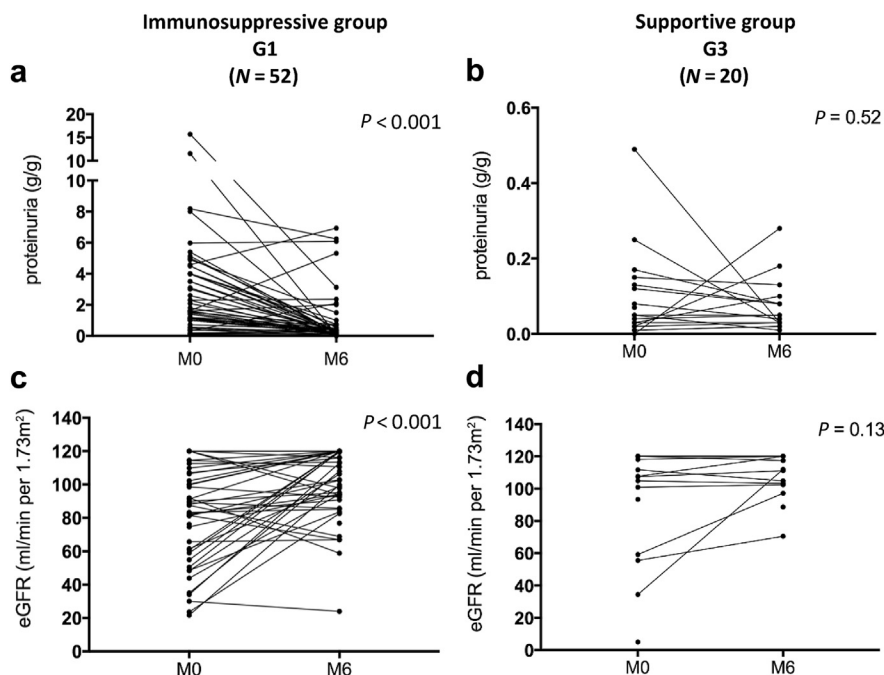 Immunosuppressive group
G1
(N = 52)
Supportive group
G3
(N = 20)
a
P < 0.001
proteinuria (g/g)
20
15
10
10
8
6
4
2
0
M0
M6
b
P = 0.52
proteinuria (g/g)
0.6
0.4
0.2
0.0
M0
M6
c
P < 0.001
eGFR (ml/min per 1.73m²)
140
120
100
80
60
40
20
0
M0
M6
d
P = 0.13
eGFR (ml/min per 1.73m²)
140
120
100
80
60
40
20
0
M0
M6